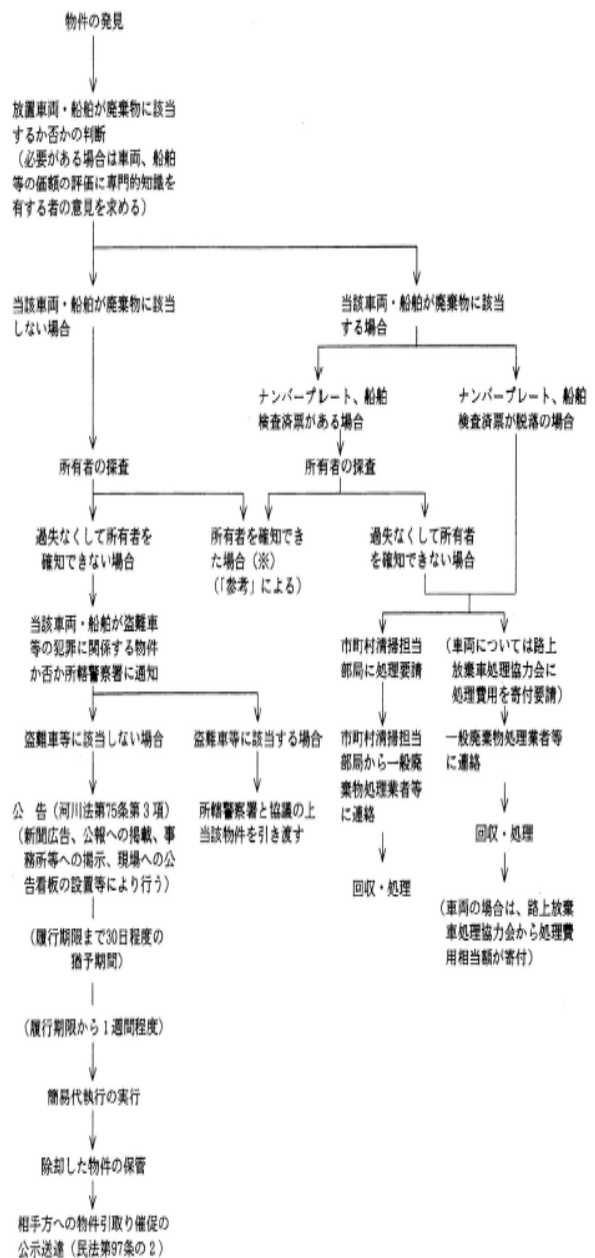 物件の発見
放置車両・船舶が廃棄物に該当
するか否かの判断
（必要がある場合は車両、船舶
等の価額の評価に専門的知識を
有する者の意見を求める）
当該車両・船舶が廃棄物に該当
しない場合
当該車両・船舶が廃棄物に該当
する場合
ナンバープレート、船舶
検査済票がある場合
ナンバープレート、船舶
検査済票が脱落の場合
所有者の探査
所有者の探査
過失なくして所有者を
確知できない場合
所有者を確知でき
た場合（※）
（「参考」による）
過失なくして所有者
を確知できない場合
当該車両・船舶が盗難車
等の犯罪に関係する物件
か否か所轄警察署に通知
市町村清掃担当
部局に処理要請
（車両については路上
放棄車処理協力会に
処理費用を寄付要請）
盗難車等に該当しない場合
盗難車等に該当する場合
市町村清掃担当
部局から一般廃
棄物処理業者等
に連絡
一般廃棄物処理業者等
に連絡
公　告（河川法第75条第３項）
（新聞広告、公報への掲載、事
務所等への掲示、現場への公
告看板の設置等により行う）
所轄警察署と協議の上
当該物件を引き渡す
回収・処理
回収・処理
（車両の場合は、路上放棄
車処理協力会から処理費
用相当額が寄付）
（履行期限まで30日程度の
猶予期間）
（履行期限から１週間程度）
簡易代執行の実行
除却した物件の保管
相手方への物件引取り催促の
公示送達（民法第97条の２）